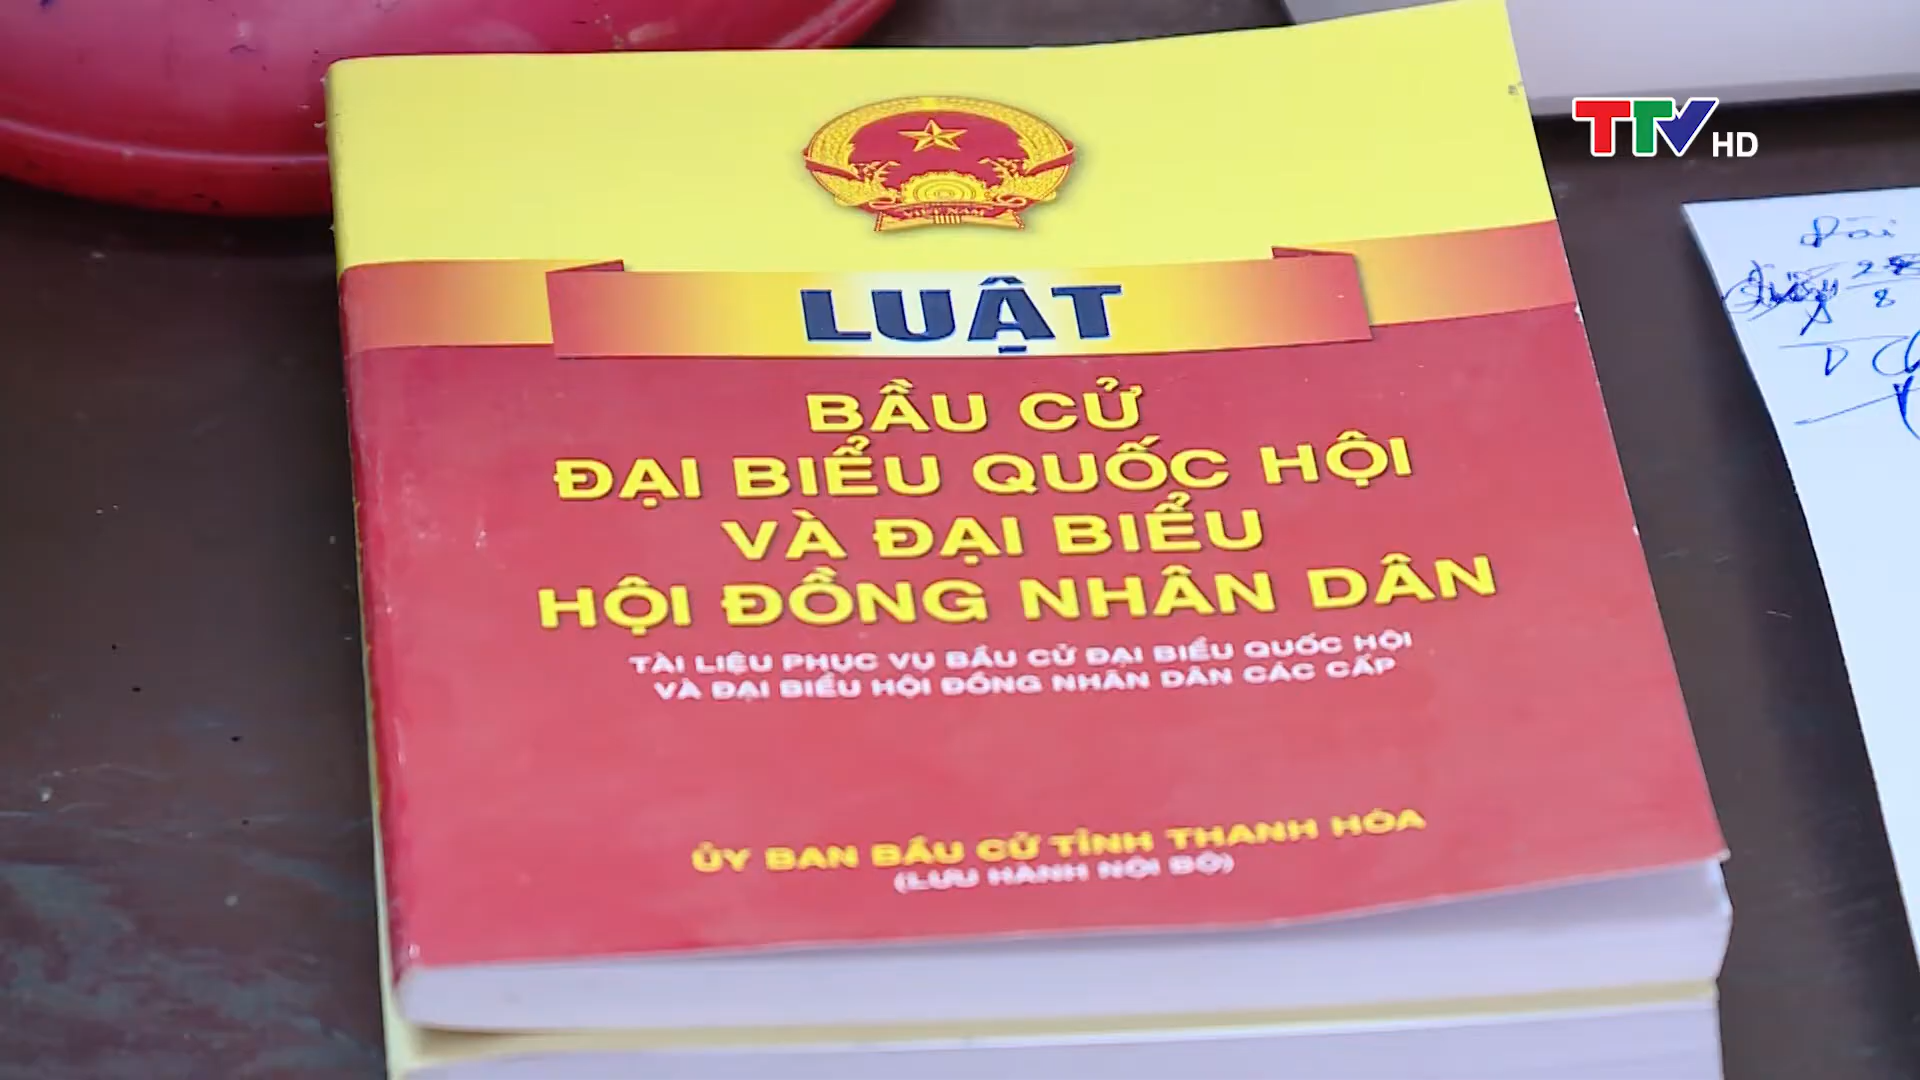 TTV HD
VIỆT NAM
LUẬT
BẦU CỬ
ĐẠI BIỂU QUỐC HỘI
VÀ ĐẠI BIỂU
HỘI ĐỒNG NHÂN DÂN
TÀI LIỆU PHỤC VỤ BẦU CỬ ĐẠI BIỂU QUỐC HỘI
VÀ ĐẠI BIỂU HỘI ĐỒNG NHÂN DÂN CÁC CẤP
ỦY BAN BẦU CỬ TỈNH THANH HÓA
(LƯU HÀNH NỘI BỘ)